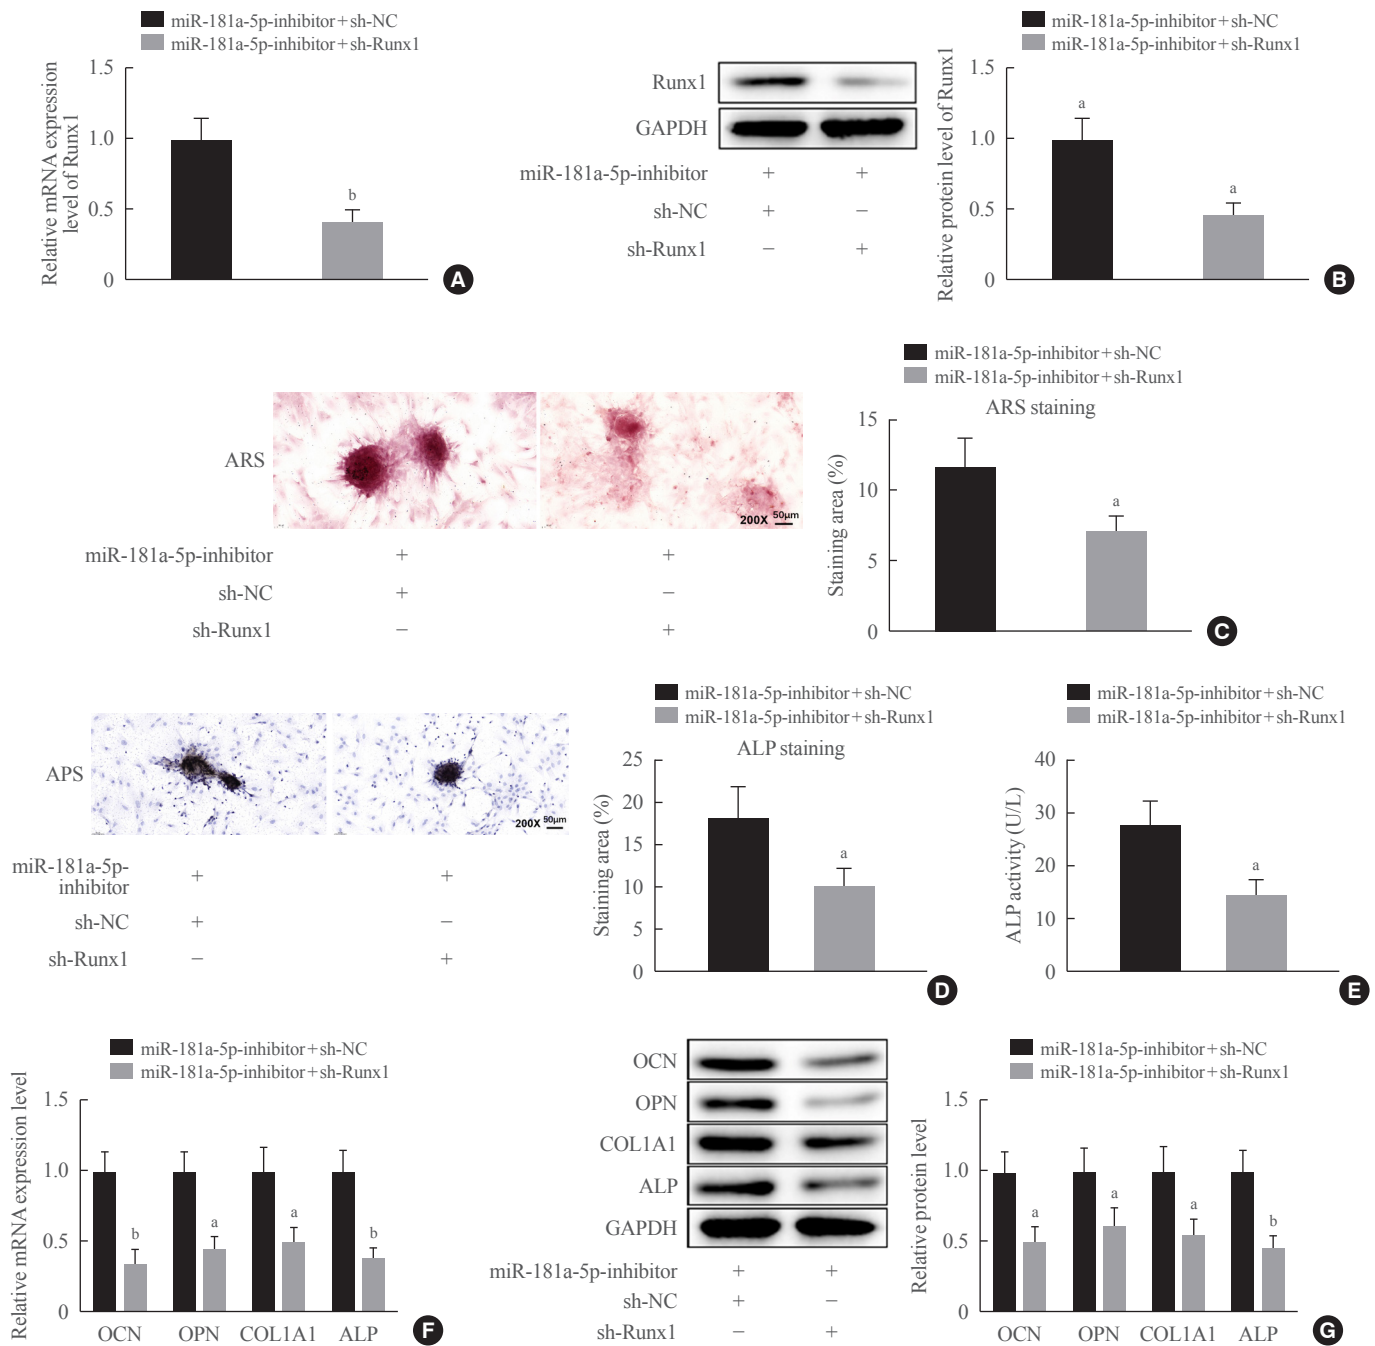 miR-181a-5p-inhibitor+sh-NC
miR-181a-5p-inhibitor+sh-Runx1
Relative mRNA expression
level of Runx1
1.5
1.0
0.5
0
b
A
Runx1
GAPDH
miR-181a-5p-inhibitor + +
sh-NC + −
sh-Runx1 − +
miR-181a-5p-inhibitor+sh-NC
miR-181a-5p-inhibitor+sh-Runx1
Relative protein level of Runx1
1.5
1.0
0.5
0
a
a
B
ARS
200X 50μm
miR-181a-5p-inhibitor + +
sh-NC + −
sh-Runx1 − +
miR-181a-5p-inhibitor+sh-NC
miR-181a-5p-inhibitor+sh-Runx1
ARS staining
Staining area (%)
15
10
5
0
a
C
APS
200X 50μm
miR-181a-5p-
inhibitor + +
sh-NC + −
sh-Runx1 − +
miR-181a-5p-inhibitor+sh-NC
miR-181a-5p-inhibitor+sh-Runx1
ALP staining
Staining area (%)
25
20
15
10
5
0
a
D
miR-181a-5p-inhibitor+sh-NC
miR-181a-5p-inhibitor+sh-Runx1
ALP activity (U/L)
40
30
20
10
0
a
E
miR-181a-5p-inhibitor+sh-NC
miR-181a-5p-inhibitor+sh-Runx1
Relative mRNA expression level
1.5
1.0
0.5
0
b a a b
OCN OPN COL1A1 ALP
F
OCN
OPN
COL1A1
ALP
GAPDH
miR-181a-5p-inhibitor + +
sh-NC + −
sh-Runx1 − +
miR-181a-5p-inhibitor+sh-NC
miR-181a-5p-inhibitor+sh-Runx1
Relative protein level
1.5
1.0
0.5
0
a a a b
OCN OPN COL1A1 ALP
G